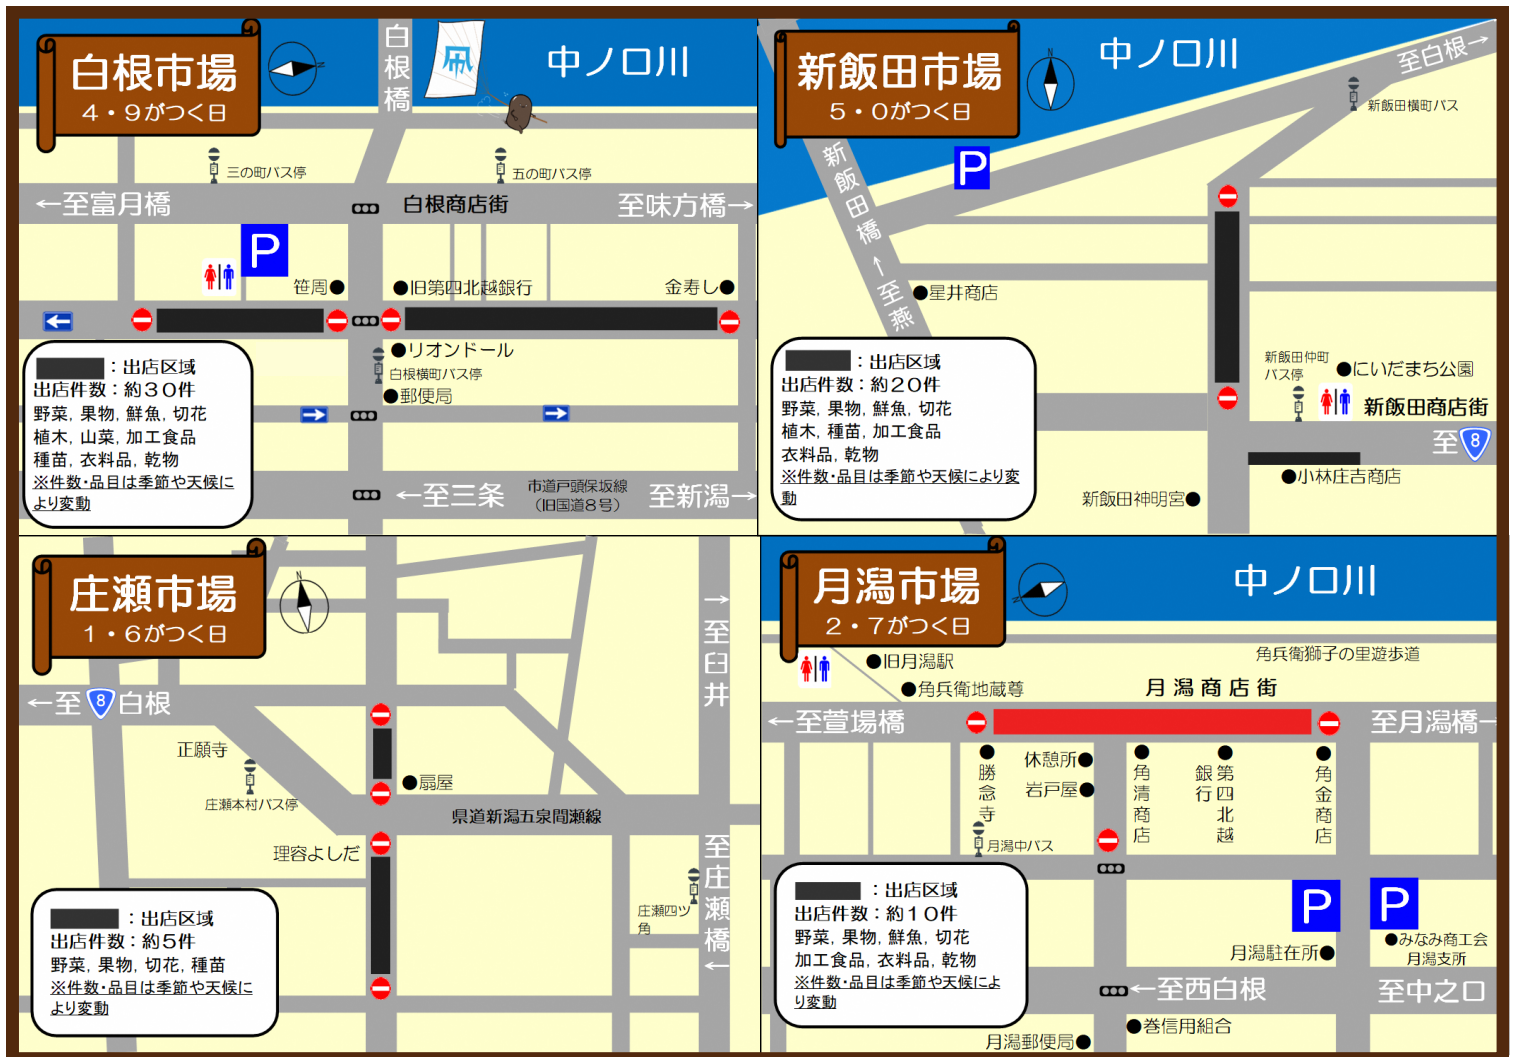 白根市場
4・9がつく日
N
白根橋
凧
中ノ口川
三の町バス停
五の町バス停
←至富月橋
白根商店街
至味方橋→
P
笹周●
●旧第四北越銀行
金寿し●
●リオンドール
白根横町バス停
●郵便局
：出店区域
出店件数：約30件
野菜, 果物, 鮮魚, 切花
植木, 山菜, 加工食品
種苗, 衣料品, 乾物
※件数・品目は季節や天候に
より変動
←至三条
市道戸頭保坂線
（旧国道8号）
至新潟→
新飯田市場
5・0がつく日
N
中ノ口川
至白根→
新飯田横町バス
P
新飯田橋
←至燕
●星井商店
：出店区域
出店件数：約20件
野菜, 果物, 鮮魚, 切花
植木, 種苗, 加工食品
衣料品, 乾物
※件数・品目は季節や天候により変
動
新飯田仲町
バス停
●にいだまち公園
新飯田商店街
至8
●小林庄吉商店
新飯田神明宮●
庄瀬市場
1・6がつく日
N
→至臼井
←至8白根
正願寺
庄瀬本村バス停
●扇屋
県道新潟五泉間瀬線
理容よしだ
至庄瀬橋←
庄瀬四ツ
角
：出店区域
出店件数：約5件
野菜, 果物, 切花, 種苗
※件数・品目は季節や天候に
より変動
月潟市場
2・7がつく日
N
中ノ口川
●旧月潟駅
角兵衛獅子の里遊歩道
●角兵衛地蔵尊
月潟商店街
←至萱場橋
至月潟橋→
●勝念寺
休憩所●
岩戸屋●
●角清商店
●第四北越
銀行
●角金商店
月潟中バス
：出店区域
出店件数：約10件
野菜, 果物, 鮮魚, 切花
加工食品, 衣料品, 乾物
※件数・品目は季節や天候によ
り変動
P
P
月潟駐在所●
●みなみ商工会
月潟支所
←至西白根
至中之口
●巻信用組合
月潟郵便局●